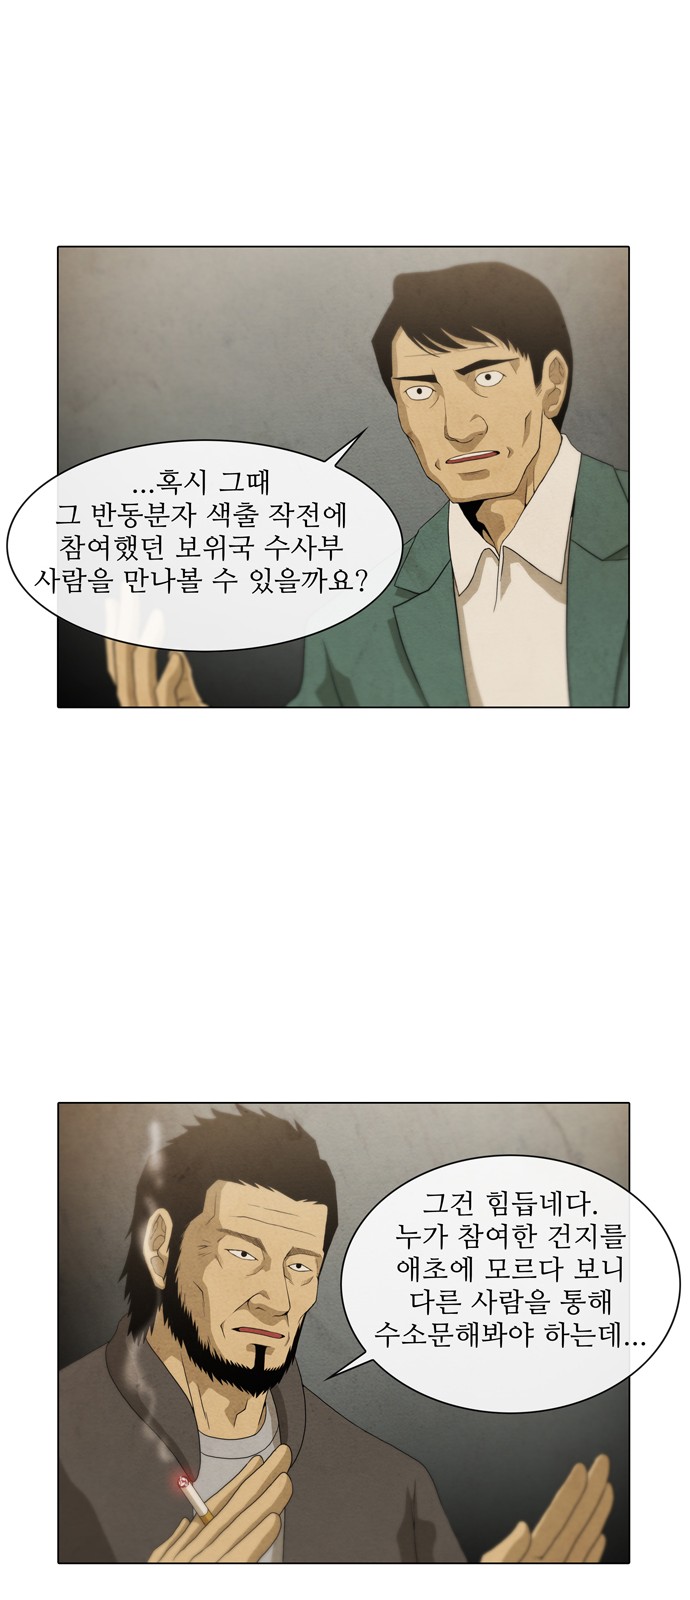 ...혹시 그때
그 반동분자 색출 작전에
참여했던 보위국 수사부
사람을 만나볼 수 있을까요?
그건 힘듭네다.
누가 참여한 건지를
애초에 모르다 보니
다른 사람을 통해
수소문해봐야 하는데...